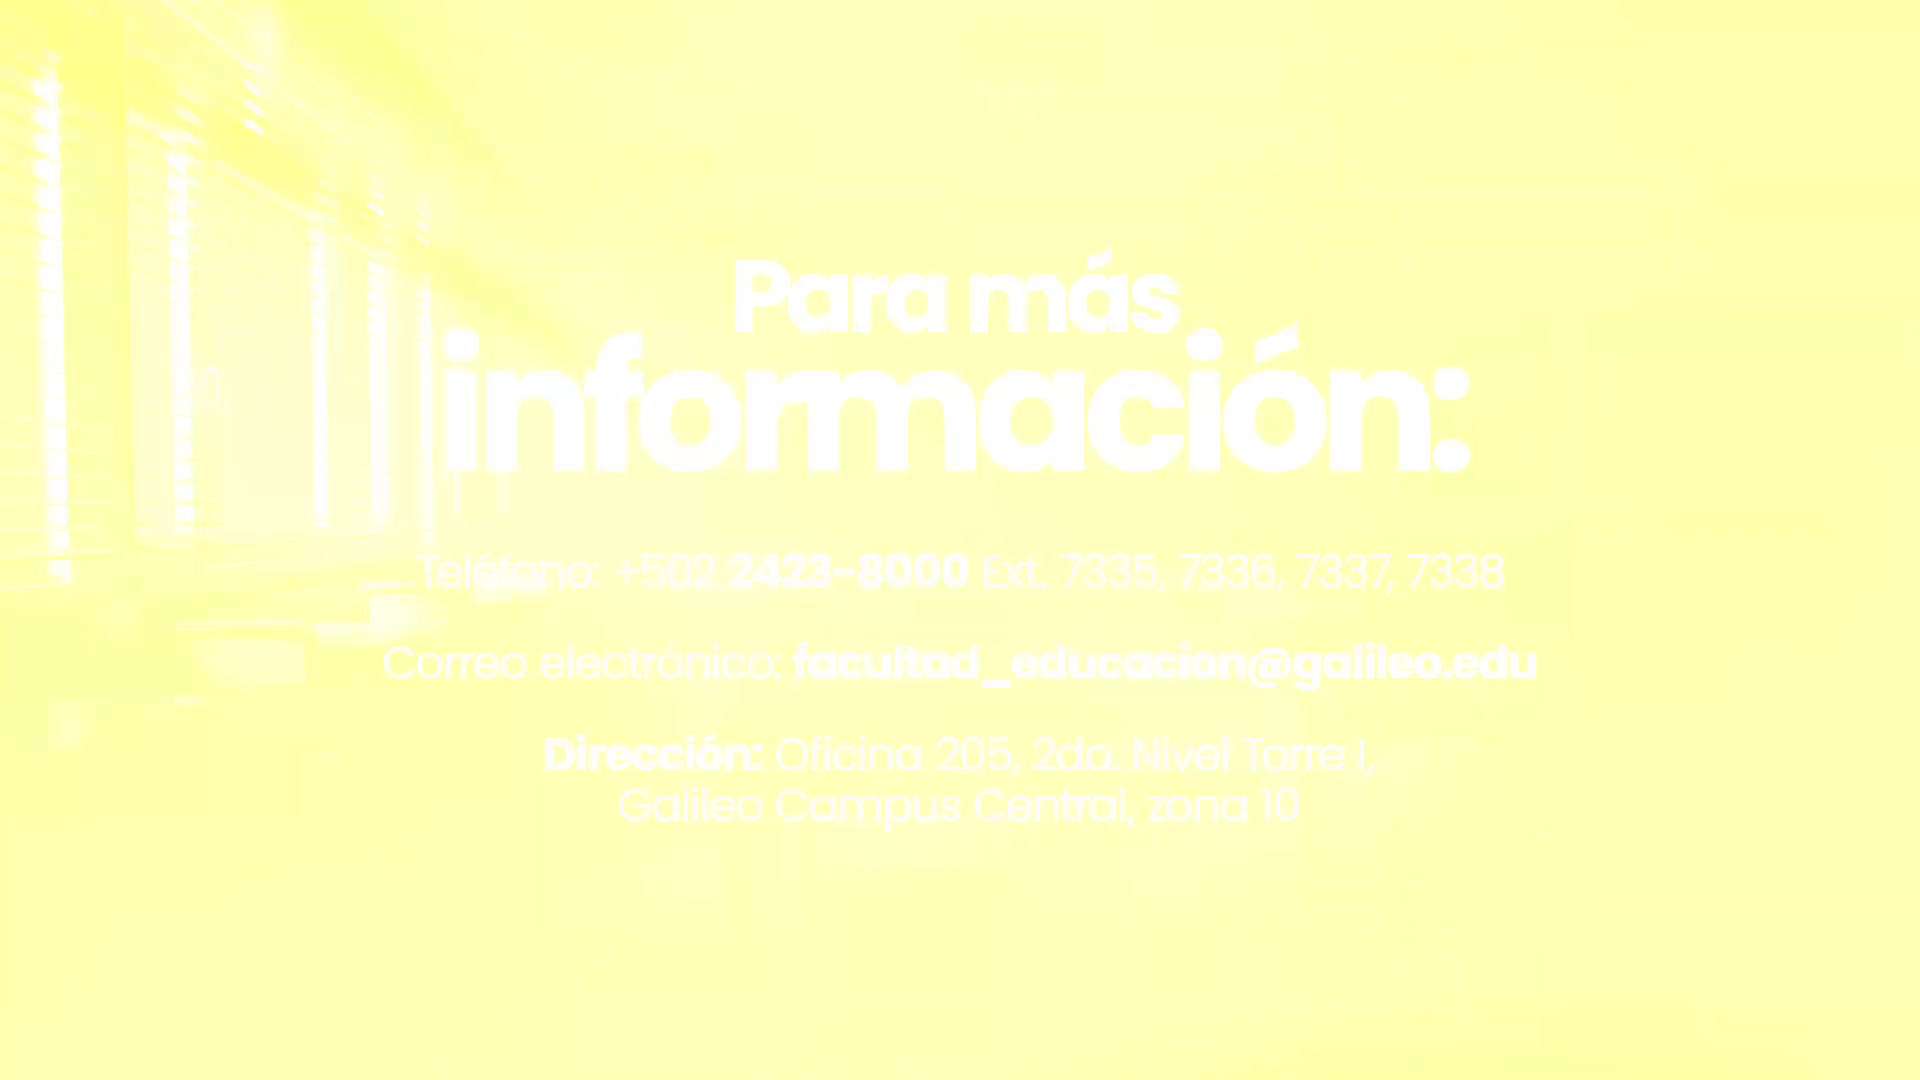 Para más
información:
Teléfono: +502 2423-8000 Ext. 7335, 7336, 7337, 7338
Correo electrónico: facultad_educacion@galileo.edu
Dirección: Oficina 205, 2do. Nivel Torre I,
Galileo Campus Central, zona 10